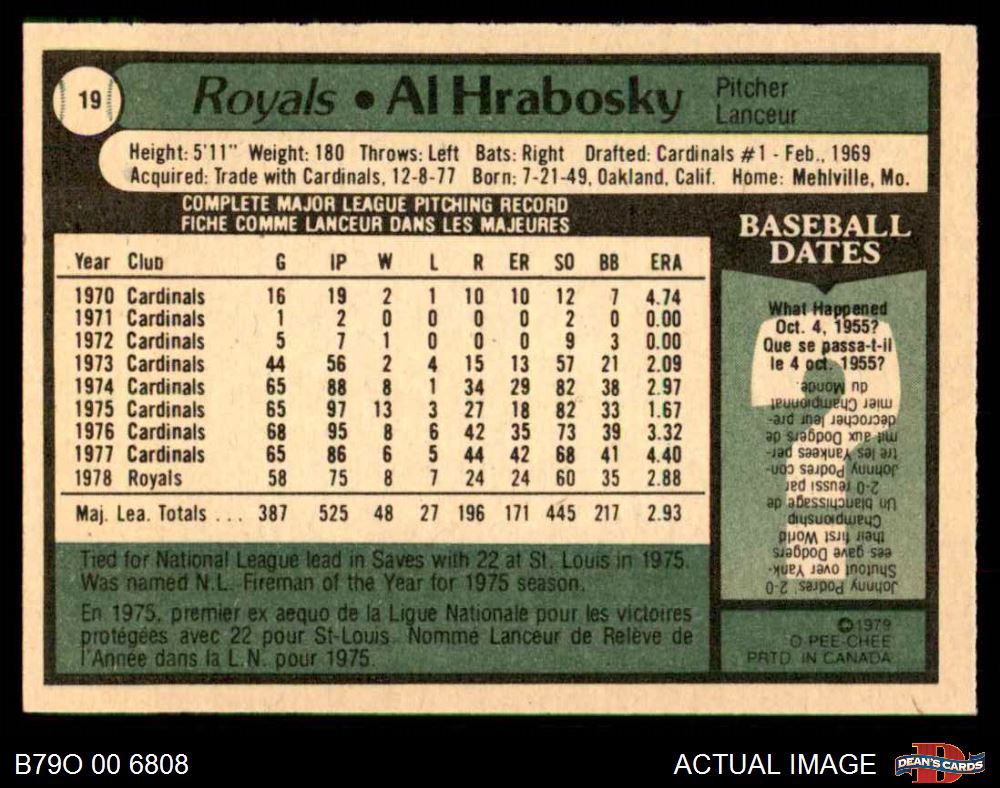 19
Royals • Al Hrabosky
Pitcher
Lanceur
Height: 5'11" Weight: 180 Throws: Left Bats: Right Drafted: Cardinals #1 - Feb., 1969
Acquired: Trade with Cardinals, 12-8-77 Born: 7-21-49, Oakland, Calif. Home: Mehlville, Mo.
COMPLETE MAJOR LEAGUE PITCHING RECORD
FICHE COMME LANCEUR DANS LES MAJEURES
Year Club G IP W L R ER SO BB ERA
1970 Cardinals 16 19 2 1 10 10 12 7 4.74
1971 Cardinals 1 2 0 0 0 0 2 0 0.00
1972 Cardinals 5 7 1 0 0 0 9 3 0.00
1973 Cardinals 44 56 2 4 15 13 57 21 2.09
1974 Cardinals 65 88 8 1 34 29 82 38 2.97
1975 Cardinals 65 97 13 3 27 18 82 33 1.67
1976 Cardinals 68 95 8 6 42 35 73 39 3.32
1977 Cardinals 65 86 6 5 44 42 68 41 4.40
1978 Royals 58 75 8 7 24 24 60 35 2.88
Maj. Lea. Totals ... 387 525 48 27 196 171 445 217 2.93
Tied for National League lead in Saves with 22 at St. Louis in 1975.
Was named N.L. Fireman of the Year for 1975 season.
En 1975, premier ex aequo de la Ligue Nationale pour les victoires
protégées avec 22 pour St-Louis. Nommé Lanceur de Relève de
l'Année dans la L.N. pour 1975.
BASEBALL
DATES
What Happened
Oct. 4, 1955?
Que se passa-t-il
le 4 oct. 1955?
Johnny Podres' 2-0
Shutout over Yank-
ees gave Dodgers
their first World
Championship
Un blanchissage de
2-0 réussi par
Johnny Podres con-
tre les Yankees per-
mit aux Dodgers de
décrocher leur pre-
mier Championnat
du Monde.
©1979
O-PEE-CHEE
PRTD. IN CANADA
B79O 00 6808
ACTUAL IMAGE
DEAN'S CARDS